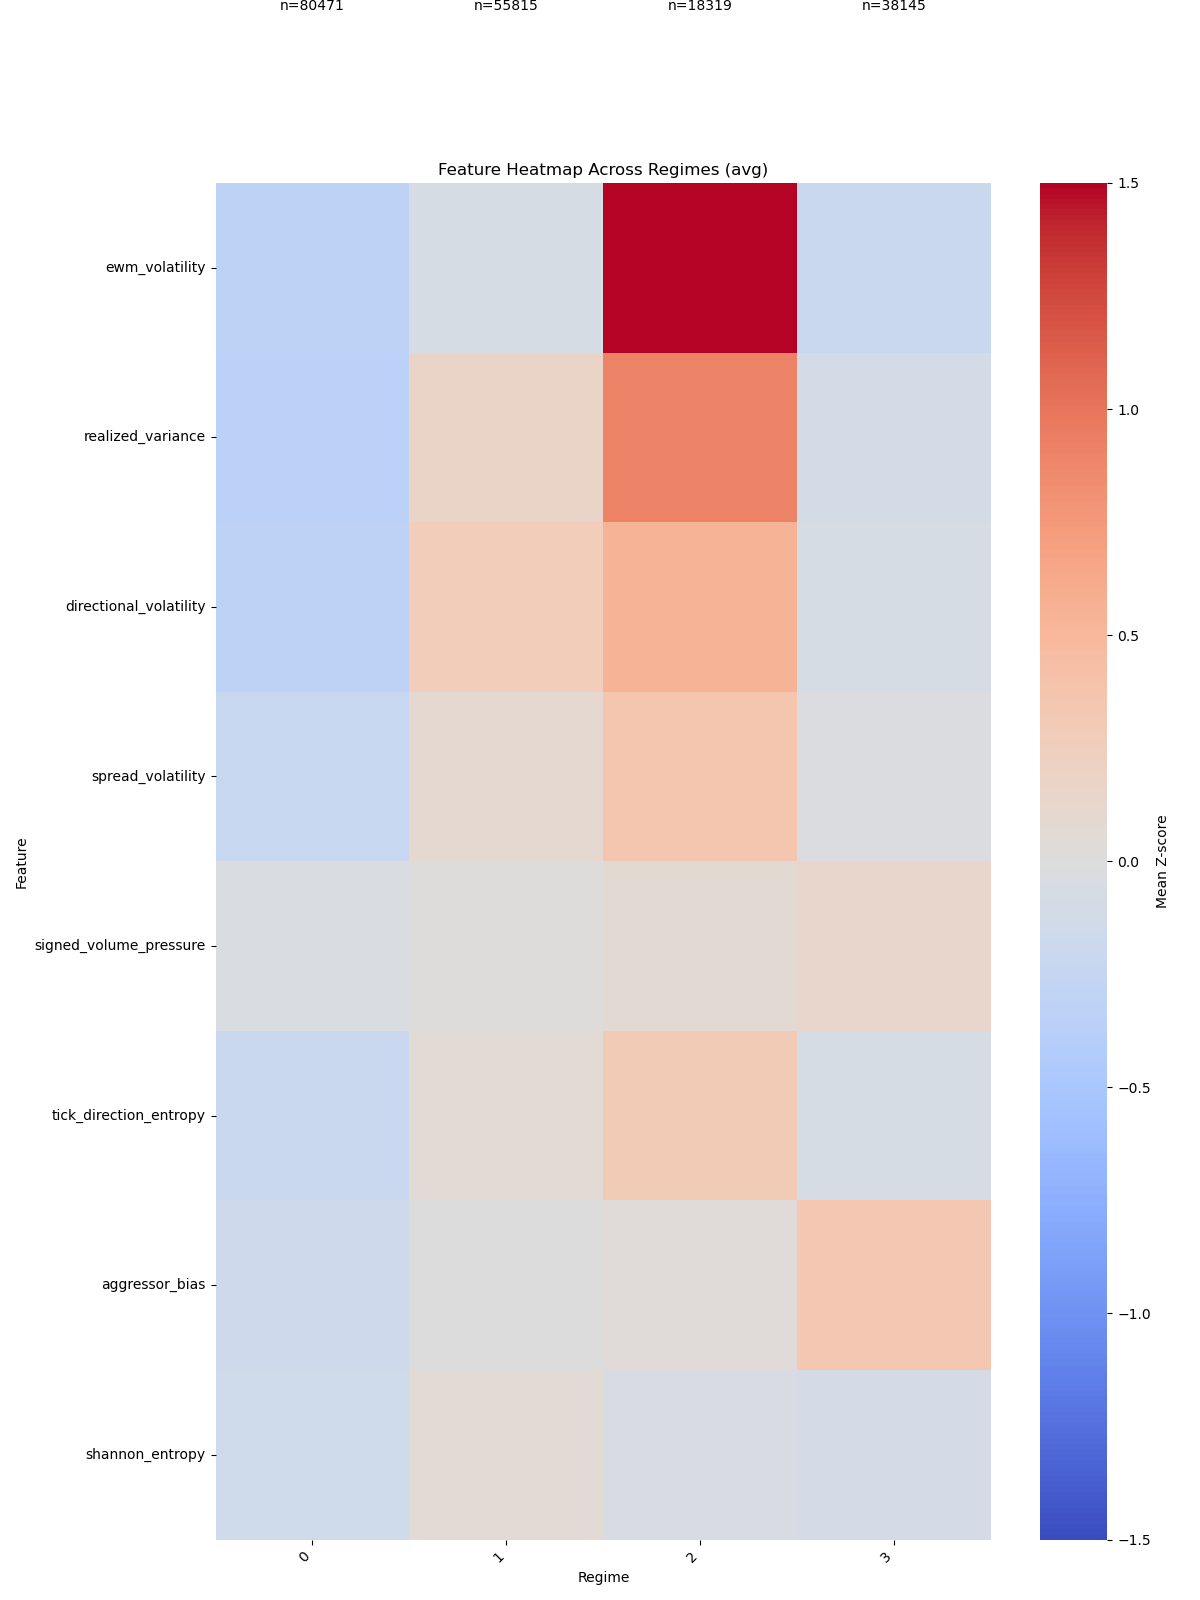 n=80471
n=55815
n=18319
n=38145
Feature Heatmap Across Regimes (avg)
ewm_volatility
realized_variance
directional_volatility
spread_volatility
signed_volume_pressure
tick_direction_entropy
aggressor_bias
shannon_entropy
Feature
0
1
2
3
Regime
1.5
1.0
0.5
0.0
−0.5
−1.0
−1.5
Mean Z-score